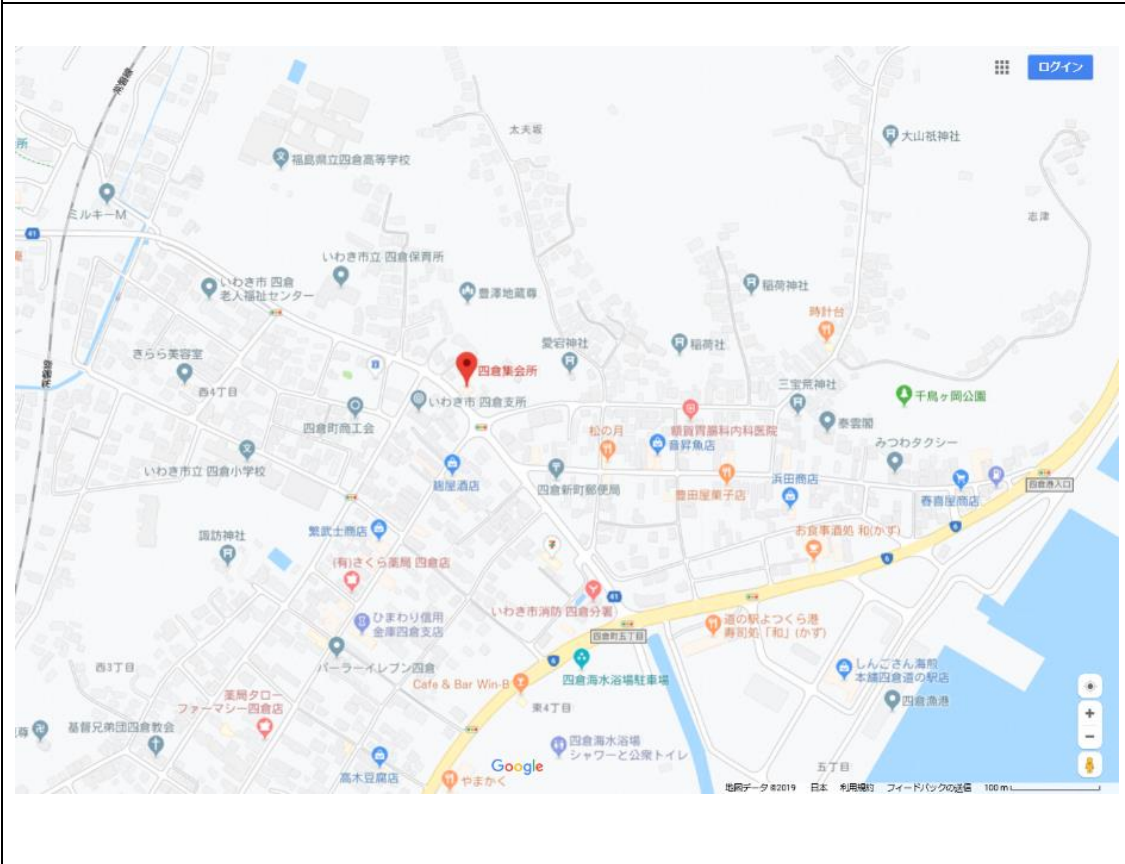 ログイン
常磐線
太夫坂
大山祇神社
福島県立四倉高等学校
所
ミルキーM
志津
41
いわき市立 四倉保育所
いわき市 四倉
老人福祉センター
豊澤地蔵尊
稲荷神社
時計台
愛宕神社
稲荷社
きらら美容室
四倉集会所
常磐線
西4丁目
いわき市 四倉支所
三宝荒神社
千鳥ヶ岡公園
四倉町商工会
松の月
額賀胃腸科内科医院
音昇魚店
泰雲閣
みつわタクシー
いわき市立 四倉小学校
麹屋酒店
四倉新町郵便局
豊田屋菓子店
浜田商店
春喜屋商店
四倉港入口
諏訪神社
繁武士商店
お食事酒処 和(かず)
6
6
(有)さくら薬局 四倉店
いわき市消防 四倉分署
41
ひまわり信用
金庫四倉支店
道の駅よつくら港
寿司処「和」(かず)
四倉町五丁目
西3丁目
パーラーイレブン四倉
6
四倉海水浴場駐車場
しんごさん海煎
本舗四倉道の駅店
Cafe & Bar Win-B
薬局タロー
ファーマシー四倉店
東4丁目
四倉漁港
尊
基督兄弟団四倉教会
四倉海水浴場
シャワーと公衆トイレ
高木豆腐店
やまかく
Google
五丁目
地図データ ©2019 日本 利用規約 フィードバックの送信 100 m